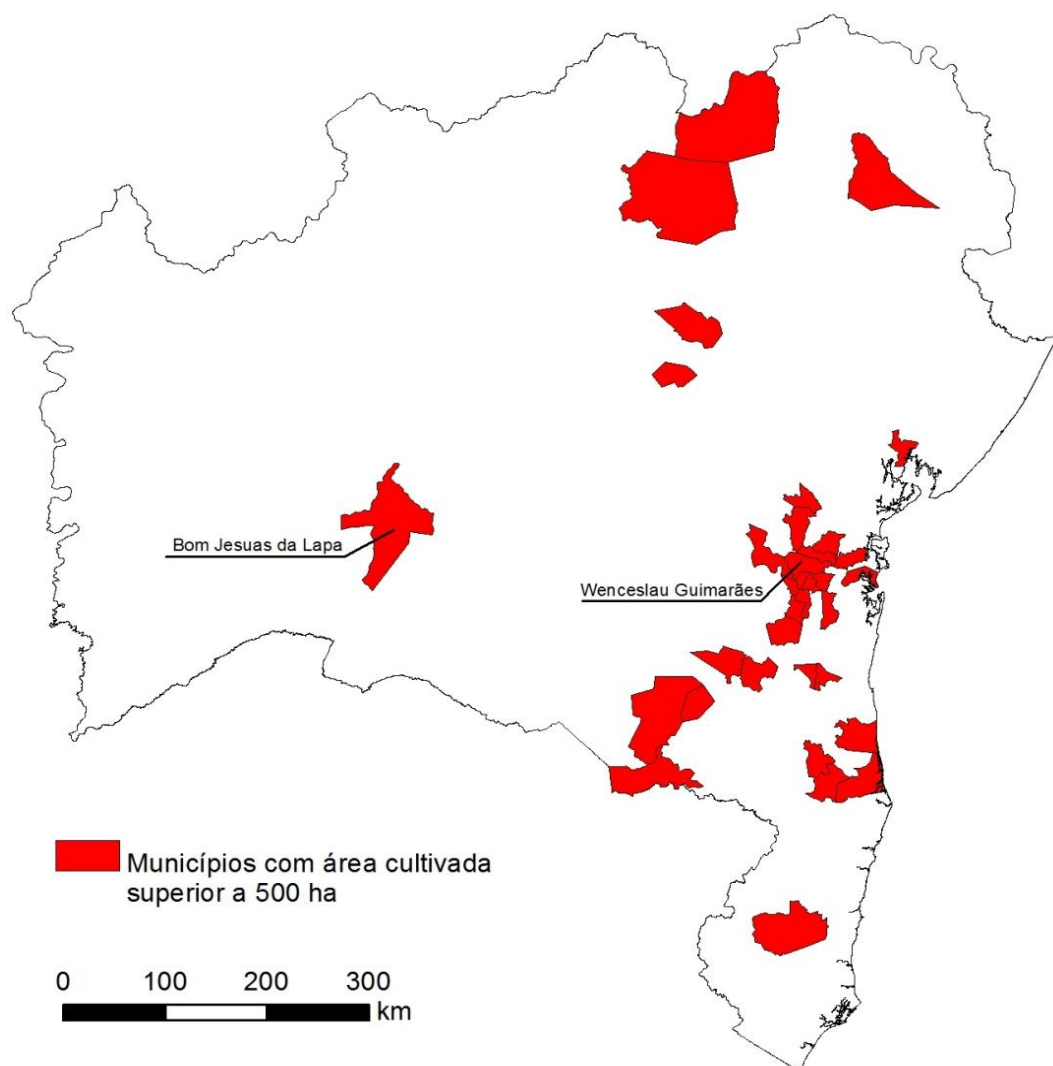 Bom Jesuas da Lapa
Wenceslau Guimarães
Municípios com área cultivada
superior a 500 ha
0 100 200 300
km